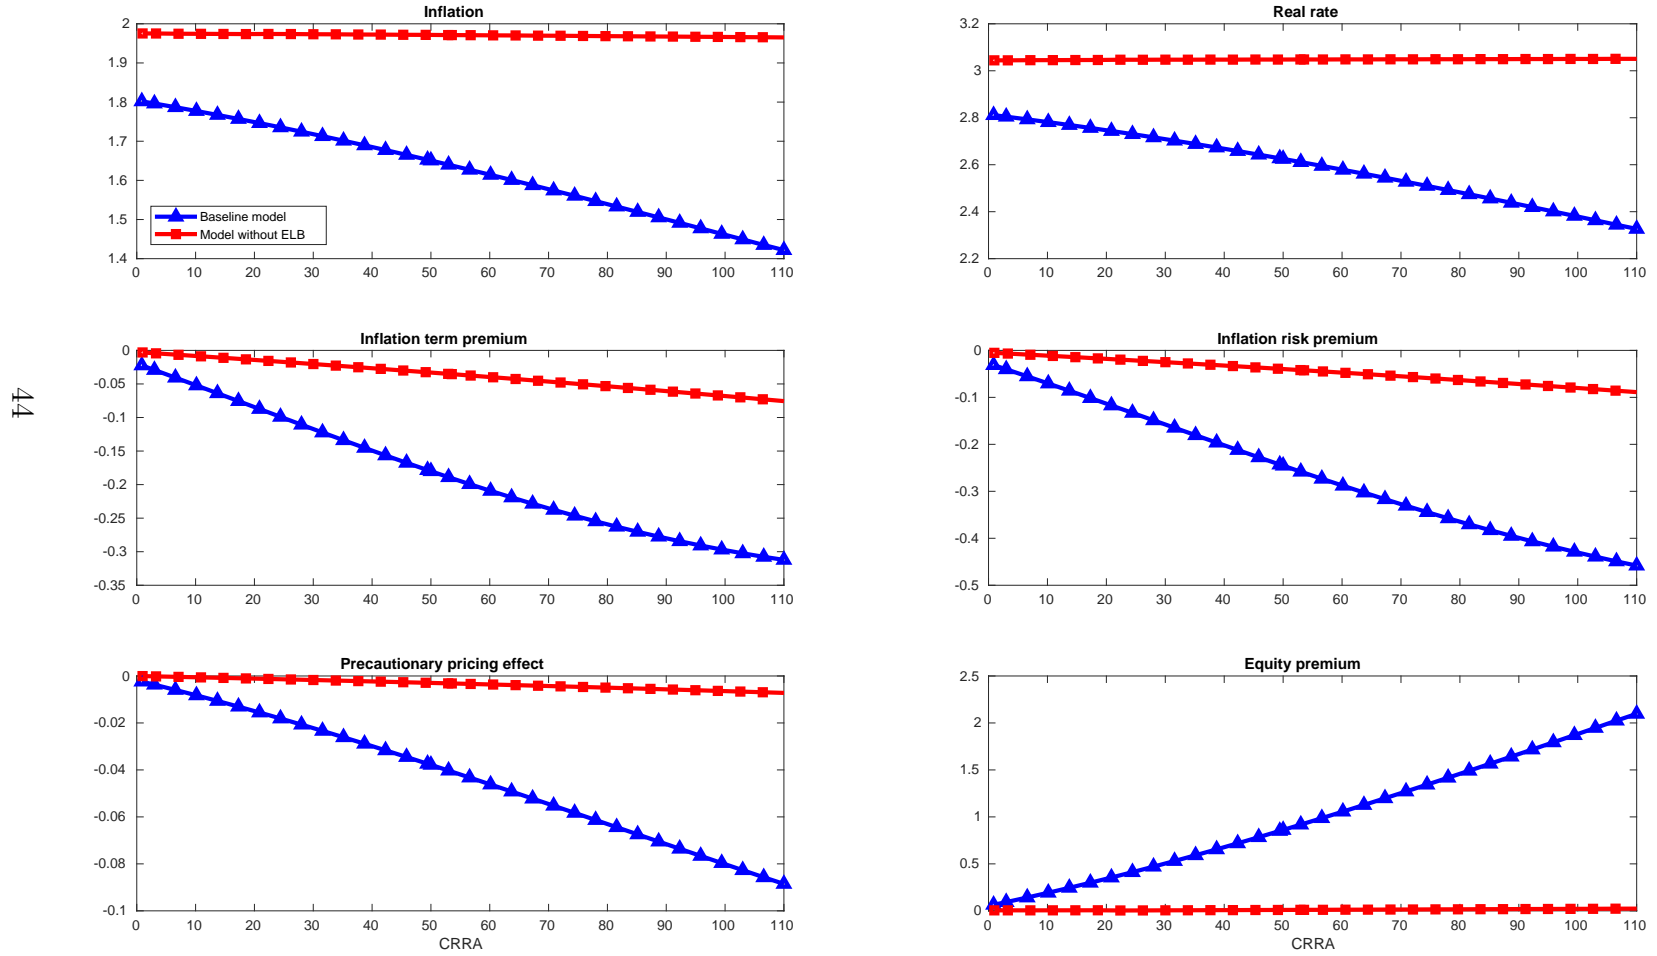 Inflation
2
1.9
1.8
1.7
1.6
1.5
1.4
Baseline model
Model without ELB
0 10 20 30 40 50 60 70 80 90 100 110
Real rate
3.2
3
2.8
2.6
2.4
2.2
0 10 20 30 40 50 60 70 80 90 100 110
Inflation term premium
0
-0.05
-0.1
-0.15
-0.2
-0.25
-0.3
-0.35
0 10 20 30 40 50 60 70 80 90 100 110
Inflation risk premium
0
-0.1
-0.2
-0.3
-0.4
-0.5
0 10 20 30 40 50 60 70 80 90 100 110
44
Precautionary pricing effect
0
-0.02
-0.04
-0.06
-0.08
-0.1
0 10 20 30 40 50 60 70 80 90 100 110
CRRA
Equity premium
2.5
2
1.5
1
0.5
0
0 10 20 30 40 50 60 70 80 90 100 110
CRRA